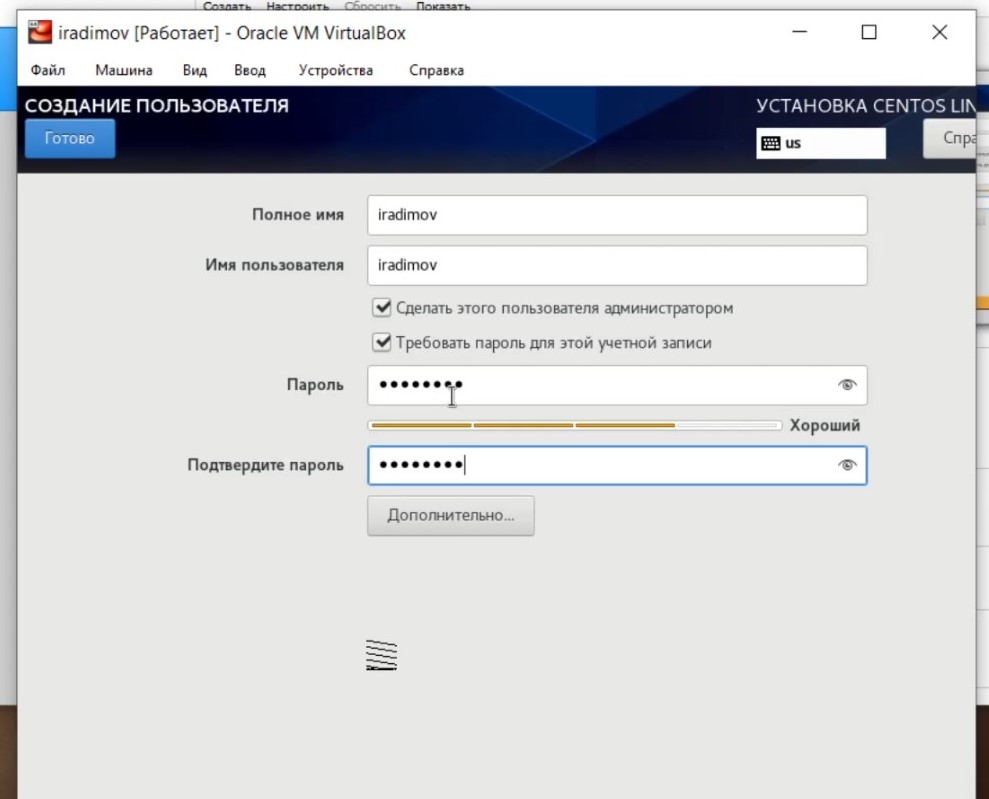 Создать Настроить Сбросить Показать
iradimov [Работает] - Oracle VM VirtualBox
Файл Машина Вид Ввод Устройства Справка
СОЗДАНИЕ ПОЛЬЗОВАТЕЛЯ
УСТАНОВКА CENTOS LIN
Готово
us
Спра
Полное имя
iradimov
Имя пользователя
iradimov
Сделать этого пользователя администратором
Требовать пароль для этой учетной записи
Пароль
••••••••
Хороший
Подтвердите пароль
••••••••
Дополнительно...